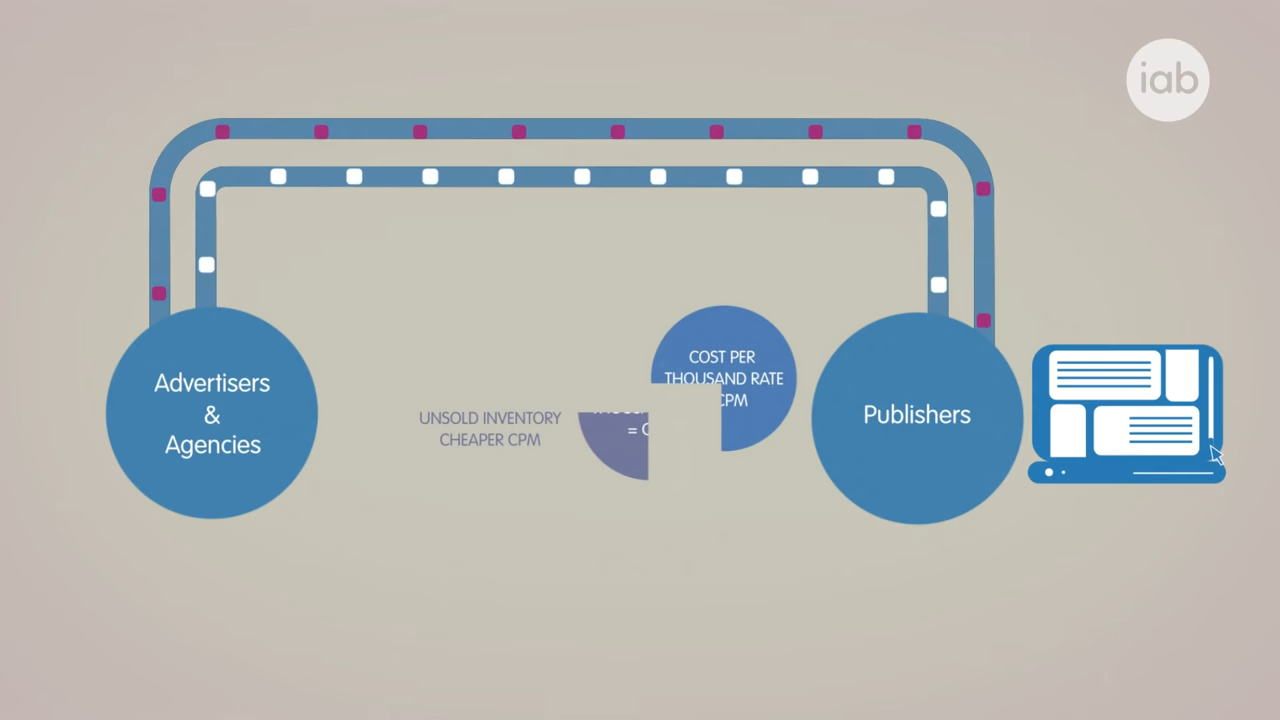 iab
Advertisers
&
Agencies
UNSOLD INVENTORY
CHEAPER CPM
COST PER
THOUSAND RATE
CPM
Publishers